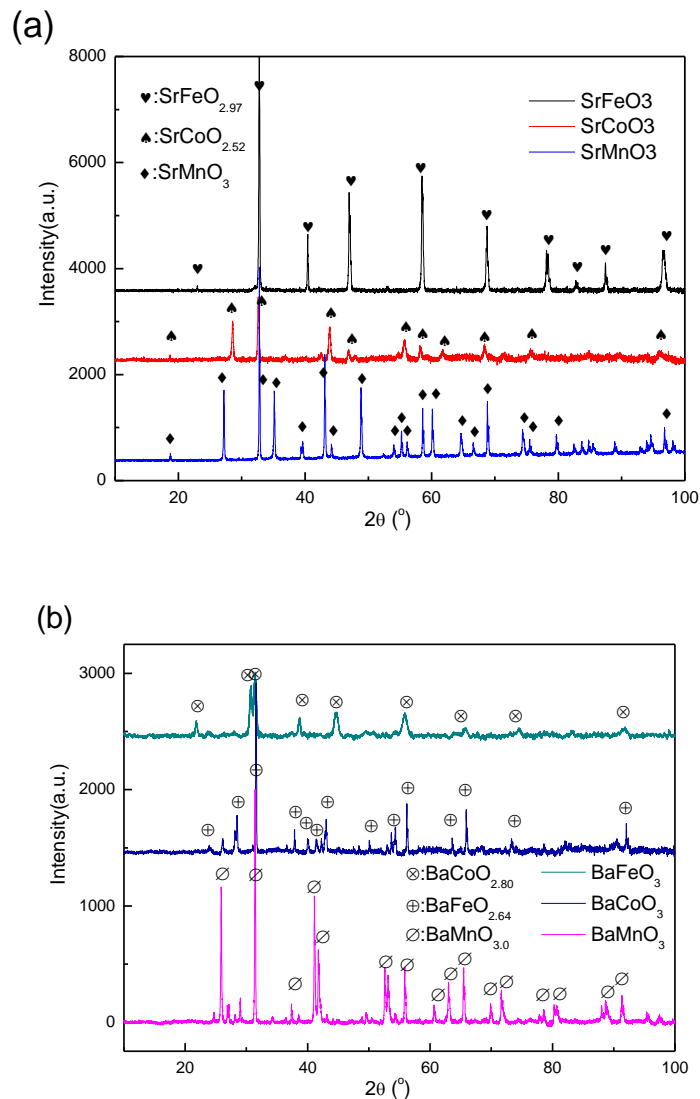 (a)
8000
6000
4000
2000
0
Intensity(a.u.)
♥:SrFeO2.97
♠:SrCoO2.52
♦:SrMnO3
SrFeO3
SrCoO3
SrMnO3
20 40 60 80 100
2θ (o)
(b)
3000
2000
1000
0
Intensity(a.u.)
⊗:BaCoO2.80
⊕:BaFeO2.64
∅:BaMnO3.0
BaFeO3
BaCoO3
BaMnO3
20 40 60 80 100
2θ (o)